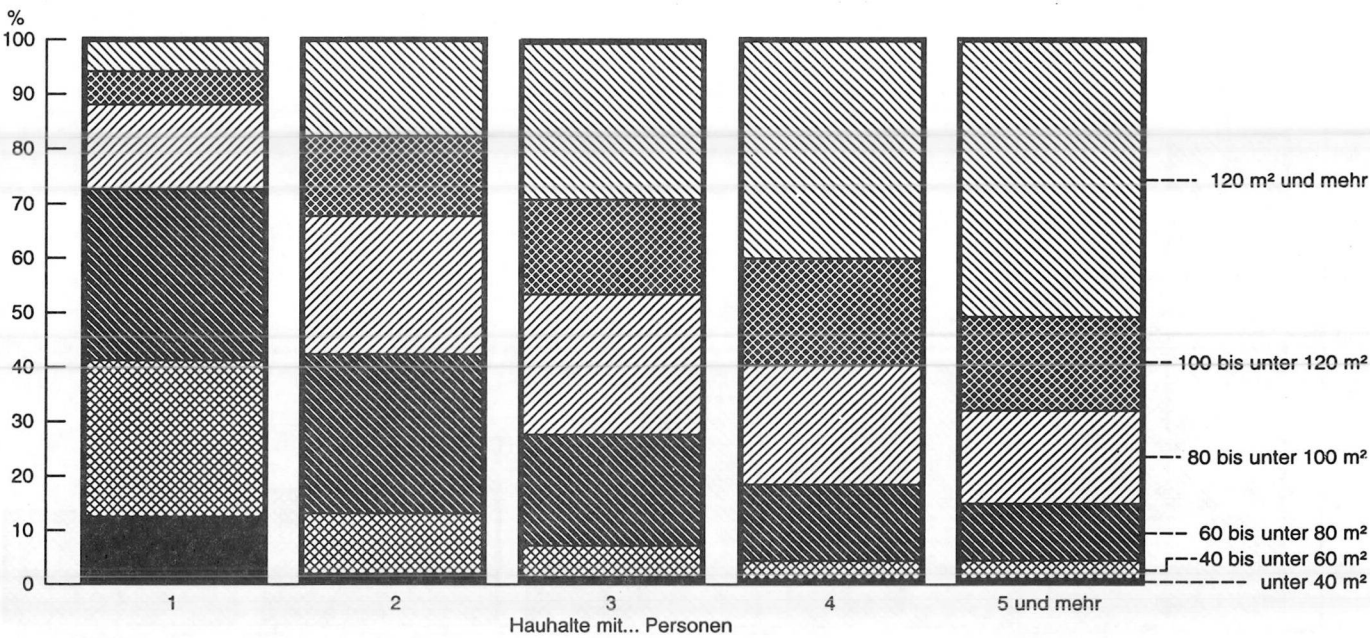 %
100
90
80
70
60
50
40
30
20
10
0
120 m² und mehr
100 bis unter 120 m²
80 bis unter 100 m²
60 bis unter 80 m²
40 bis unter 60 m²
unter 40 m²
1 2 3 4 5 und mehr
Hauhalte mit... Personen